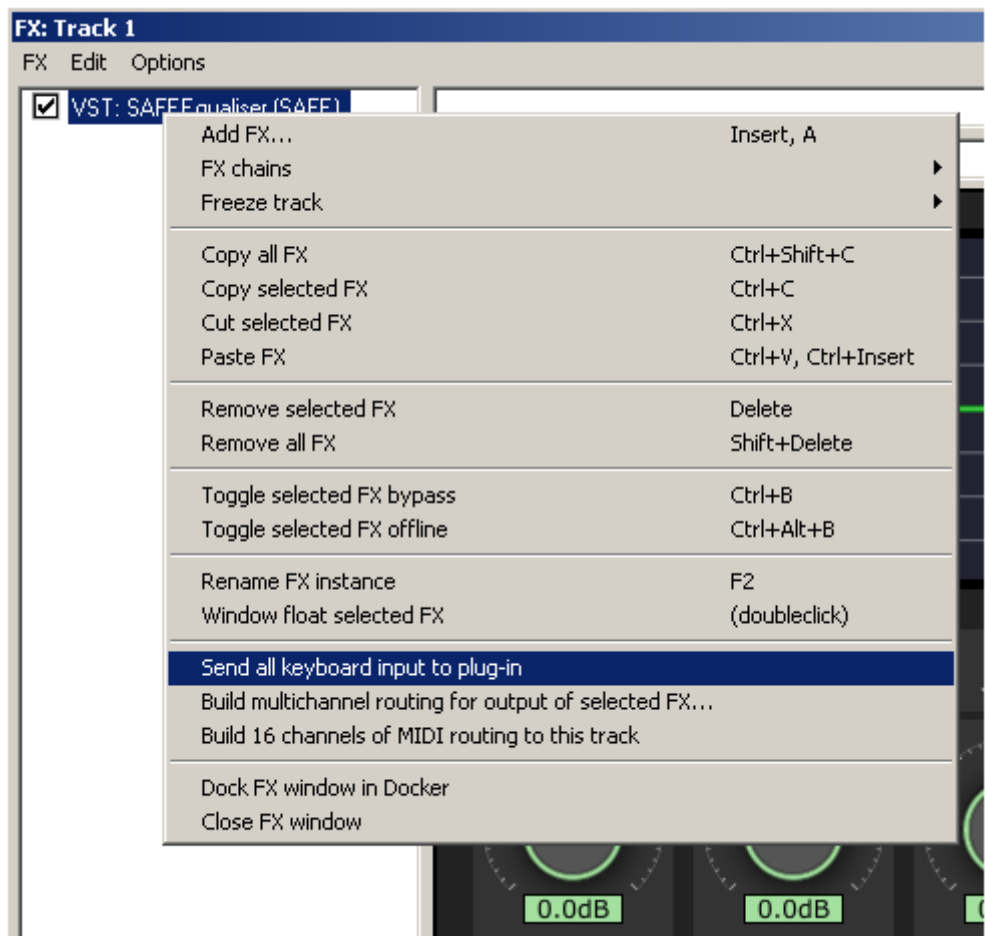 FX: Track 1
FX Edit Options
VST: SAFEEqualiser (SAFE)
Add FX... Insert, A
FX chains
Freeze track
Copy all FX Ctrl+Shift+C
Copy selected FX Ctrl+C
Cut selected FX Ctrl+X
Paste FX Ctrl+V, Ctrl+Insert
Remove selected FX Delete
Remove all FX Shift+Delete
Toggle selected FX bypass Ctrl+B
Toggle selected FX offline Ctrl+Alt+B
Rename FX instance F2
Window float selected FX (doubleclick)
Send all keyboard input to plug-in
Build multichannel routing for output of selected FX...
Build 16 channels of MIDI routing to this track
Dock FX window in Docker
Close FX window
0.0dB 0.0dB